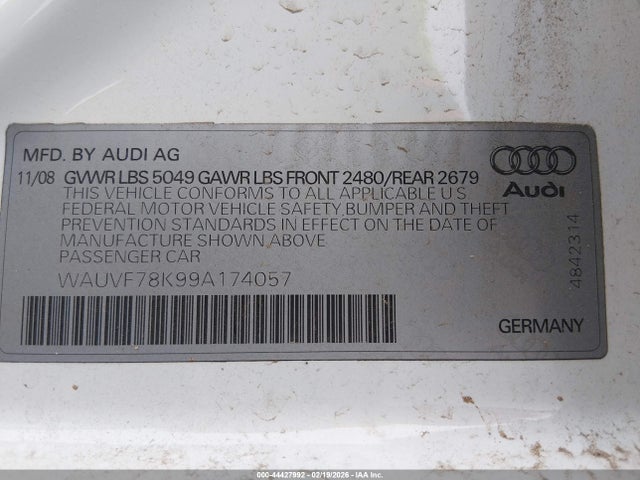 MFD. BY AUDI AG
11/08 GVWR LBS 5049 GAWR LBS FRONT 2480/REAR 2679
THIS VEHICLE CONFORMS TO ALL APPLICABLE U S
FEDERAL MOTOR VEHICLE SAFETY, BUMPER AND THEFT
PREVENTION STANDARDS IN EFFECT ON THE DATE OF
MANUFACTURE SHOWN ABOVE
PASSENGER CAR
WAUVF78K99A174057
Audi
4842314
GERMANY
000-44427992 - 02/19/2026 - Copyright IAA, LLC